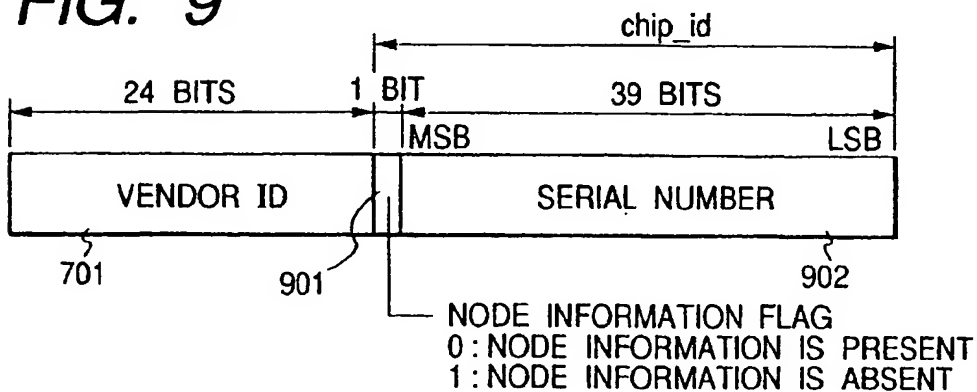 FIG. 9
chip_id
24 BITS 1 BIT 39 BITS
MSB LSB
VENDOR ID SERIAL NUMBER
701 901 902
NODE INFORMATION FLAG
0:NODE INFORMATION IS PRESENT
1:NODE INFORMATION IS ABSENT